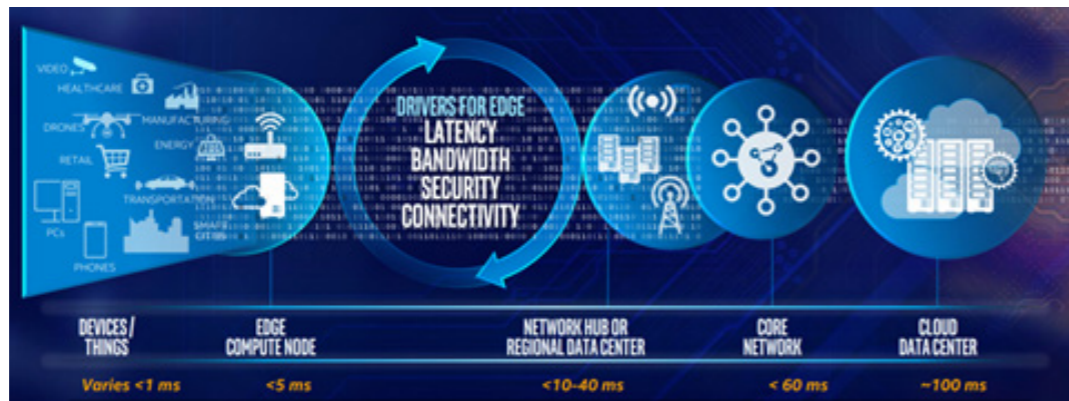 VIDEO
HEALTHCARE
DRONES
MANUFACTURING
RETAIL
ENERGY
TRANSPORTATION
PCs
SMART
CITIES
PHONES
DRIVERS FOR EDGE
LATENCY
BANDWIDTH
SECURITY
CONNECTIVITY
DEVICES/
THINGS
EDGE
COMPUTE NODE
NETWORK HUB OR
REGIONAL DATA CENTER
CORE
NETWORK
CLOUD
DATA CENTER
Varies <1 ms
<5 ms
<10-40 ms
< 60 ms
~100 ms